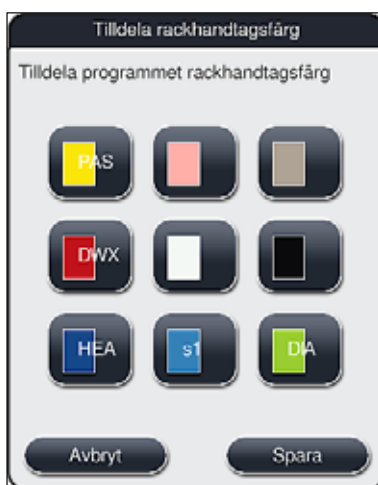 Tilldela rackhandtagsfärg
Tilldela programmet rackhandtagsfärg
PAS
DWX
HEA s1 DIA
Avbryt Spara